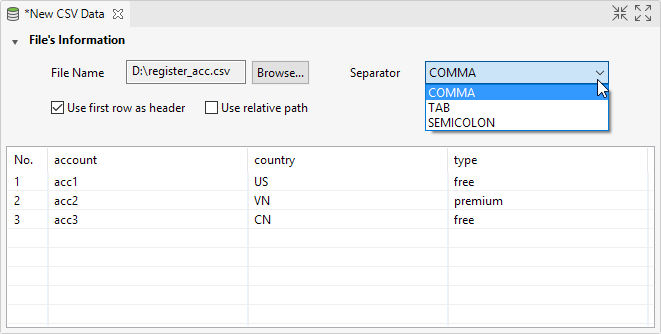 *New CSV Data
File's Information
File Name D:\register_acc.csv Browse... Separator COMMA
COMMA
Use first row as header Use relative path TAB
SEMICOLON
No. account country type
1 acc1 US free
2 acc2 VN premium
3 acc3 CN free